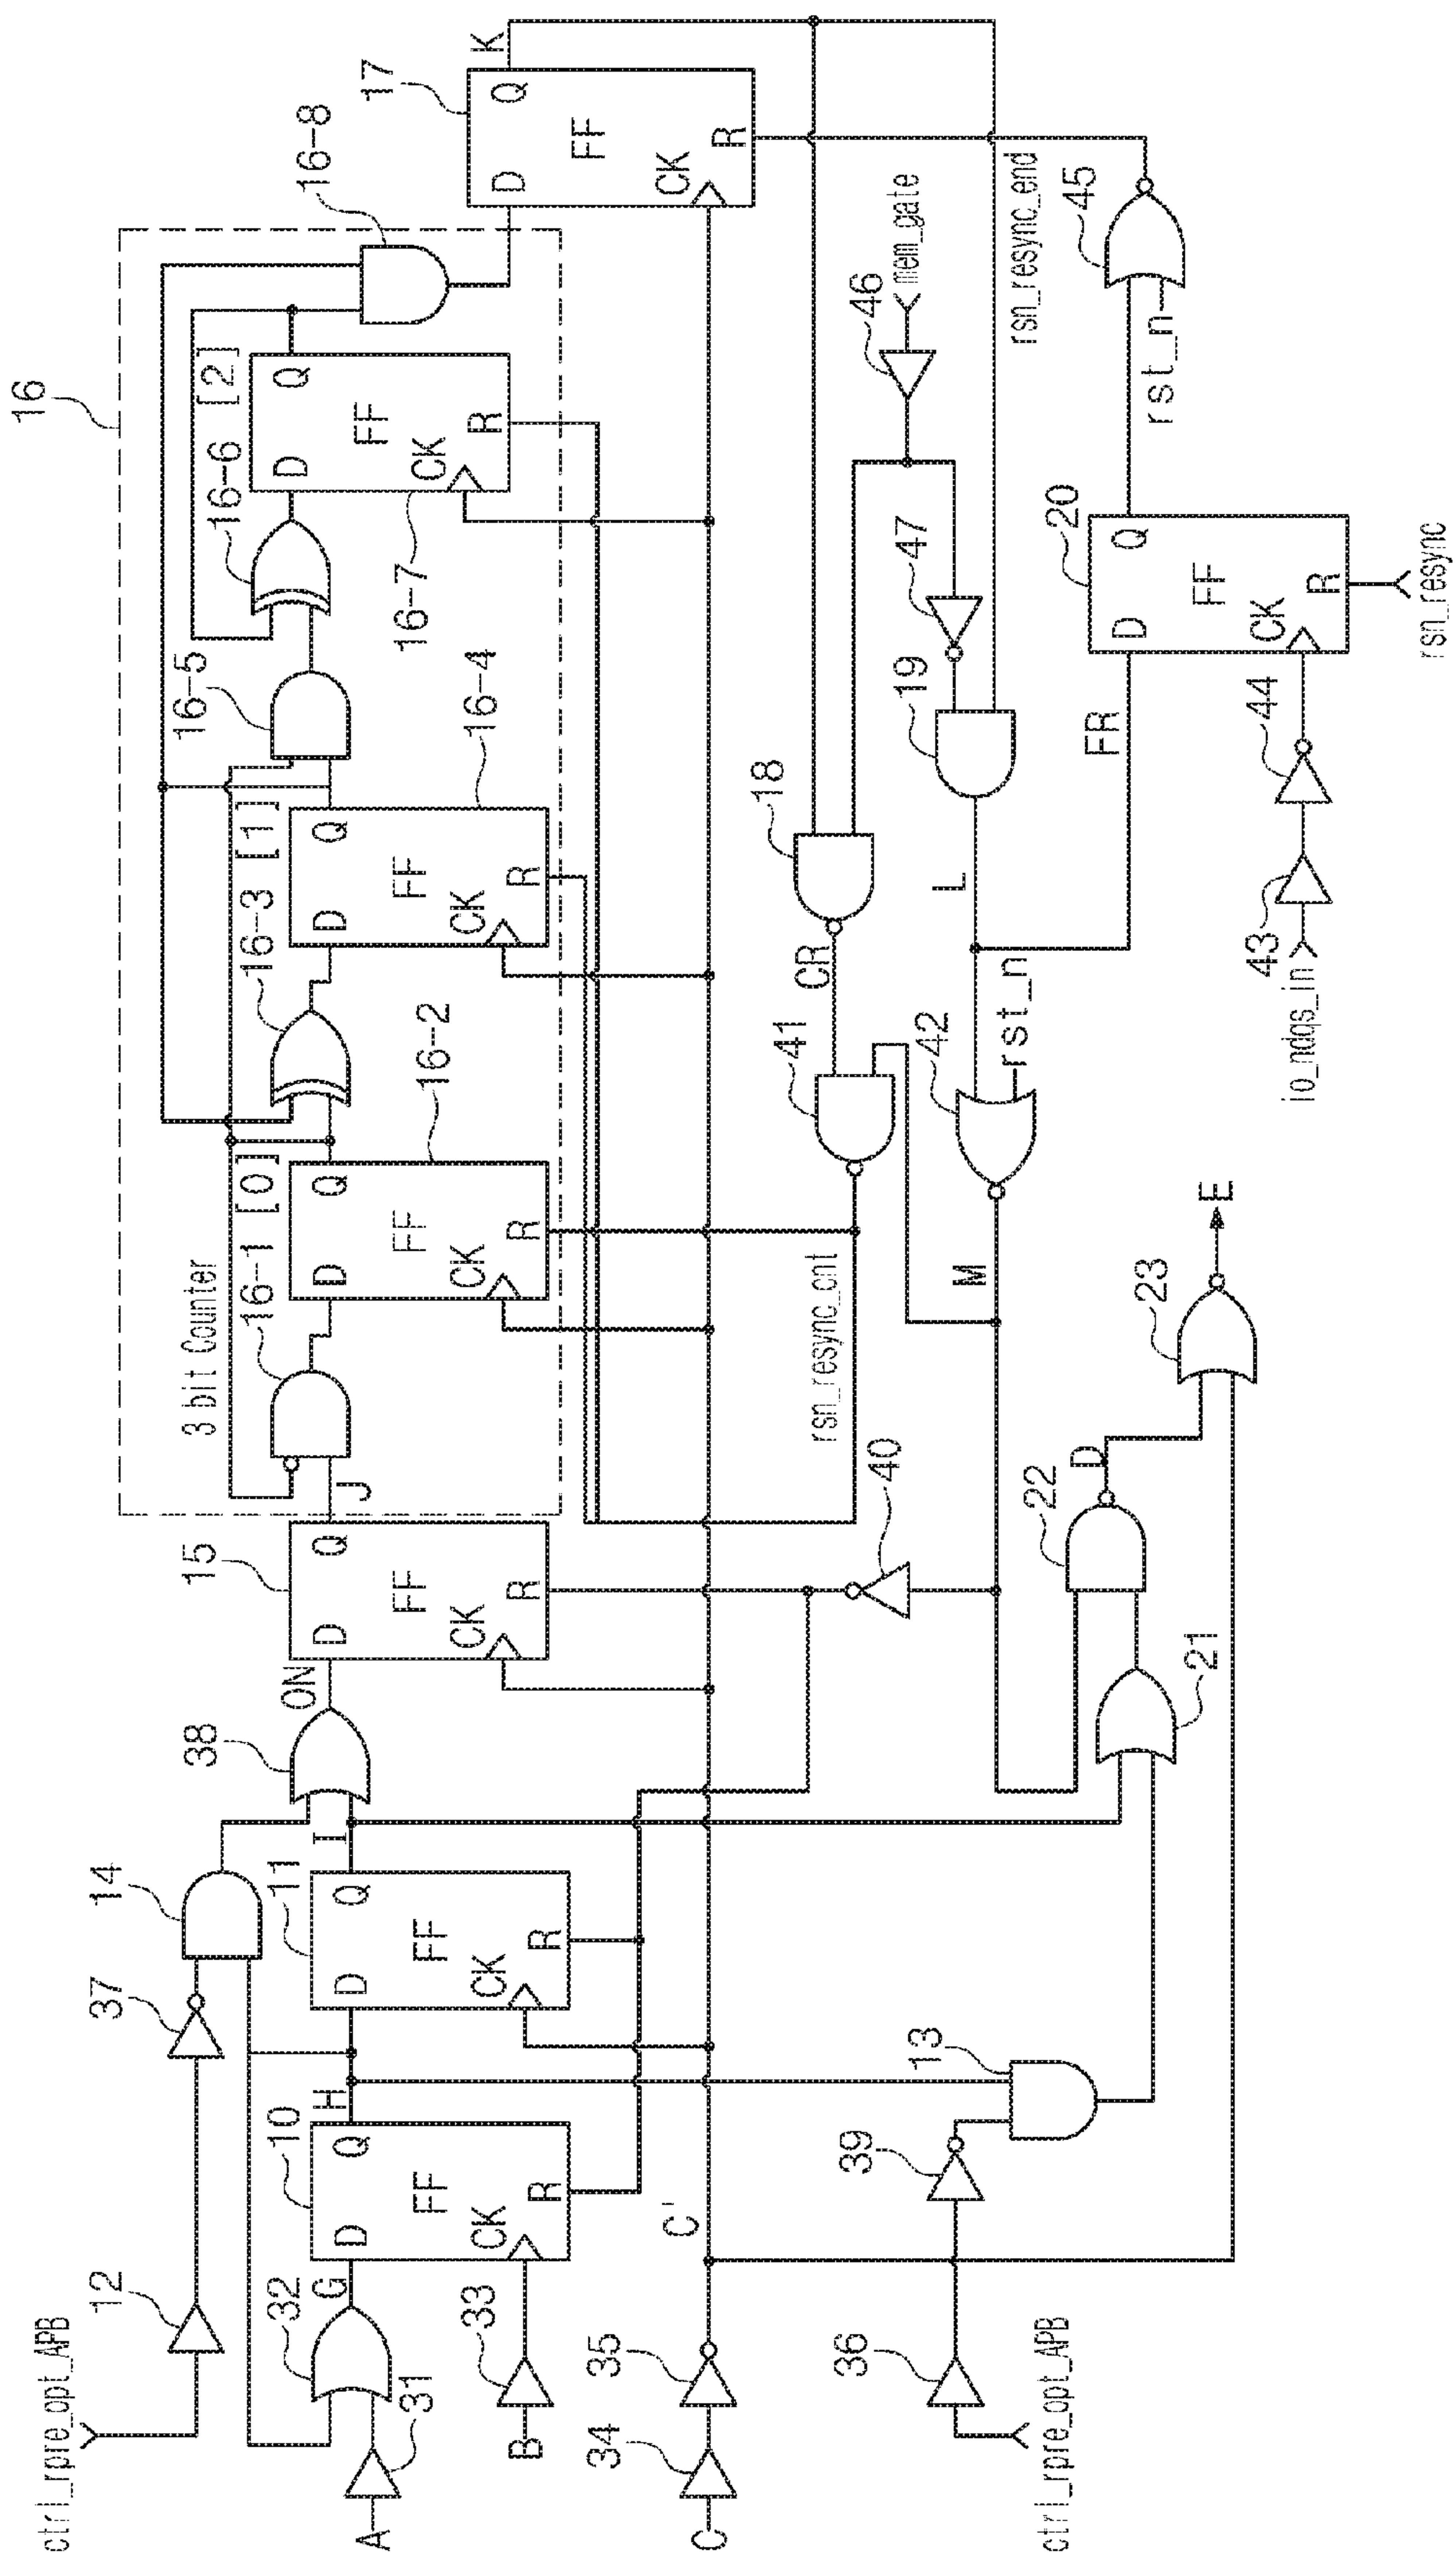 ctrl_rpre_opt_APB
12
37
14
38
ON
15
3 bit Counter
16
16-1
[0]
16-3
[1]
16-5
16-6
[2]
16-8
17
K
A
31
32
G
10
D
Q
FF
CK
R
H
11
D
Q
FF
CK
R
I
D
Q
FF
CK
R
J
D
Q
FF
CK
R
16-2
D
Q
FF
CK
R
16-4
D
Q
FF
CK
R
16-7
D
Q
FF
CK
R
B
33
C
34
35
C'
rsn_resync_cnt
40
41
CR
18
46
mem_gate
47
19
rsn_resync_end
L
42
rst_n
M
ctrl_rpre_opt_APB
36
39
13
21
22
D
23
E
FR
20
D
Q
FF
CK
R
io_ndqs_in
43
44
rsn_resync
rst_n
45